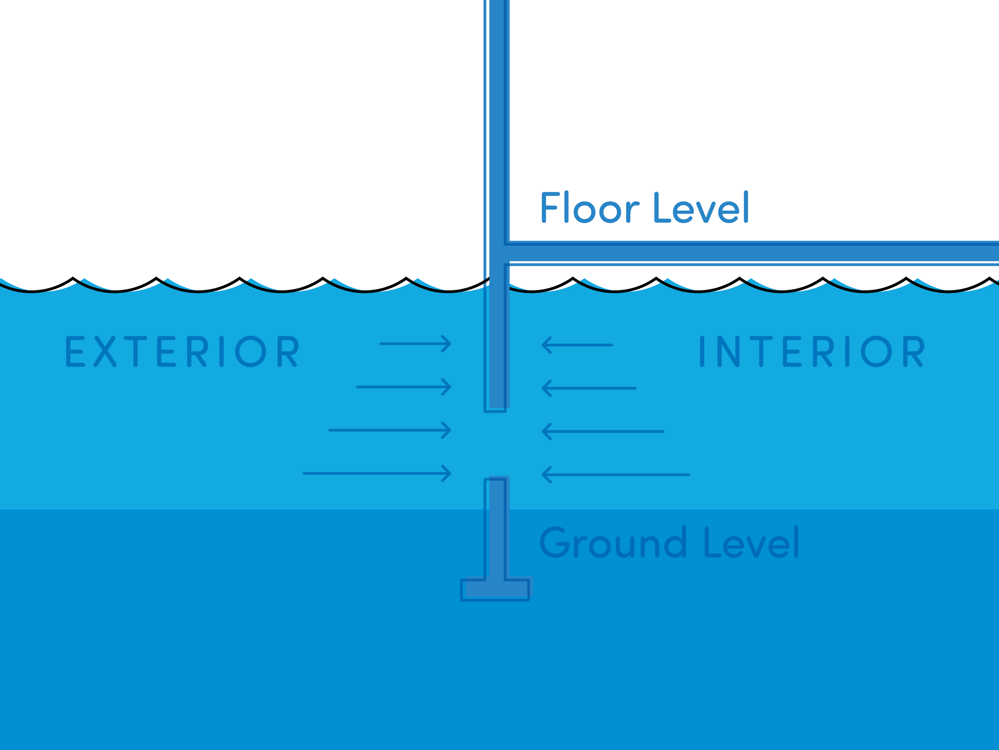 Floor Level
EXTERIOR
INTERIOR
Ground Level